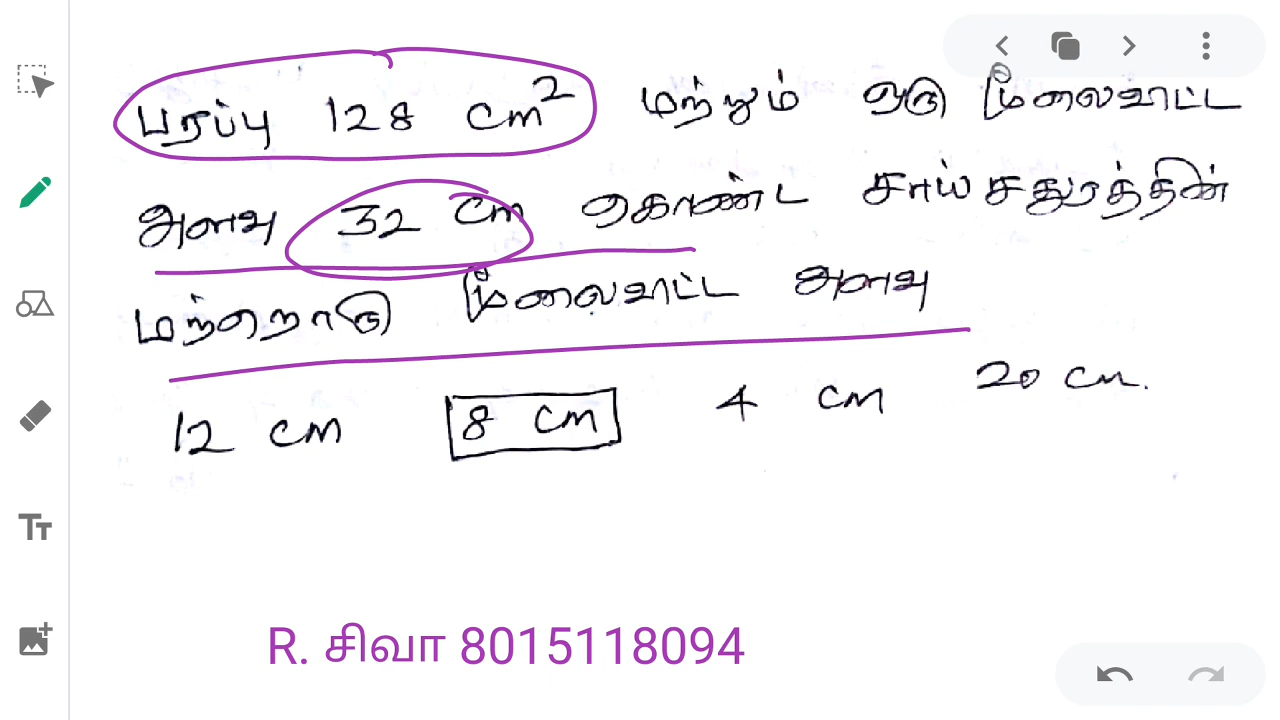 பரப்பு 128 cm² மற்றும் ஒரு மூலைவிட்ட
அளவு 32 cm கொண்ட சாய்சதுரத்தின்
மற்றொரு மூலைவிட்ட அளவு
12 cm 8 cm 4 cm 20 cm.
R. சிவா 8015118094